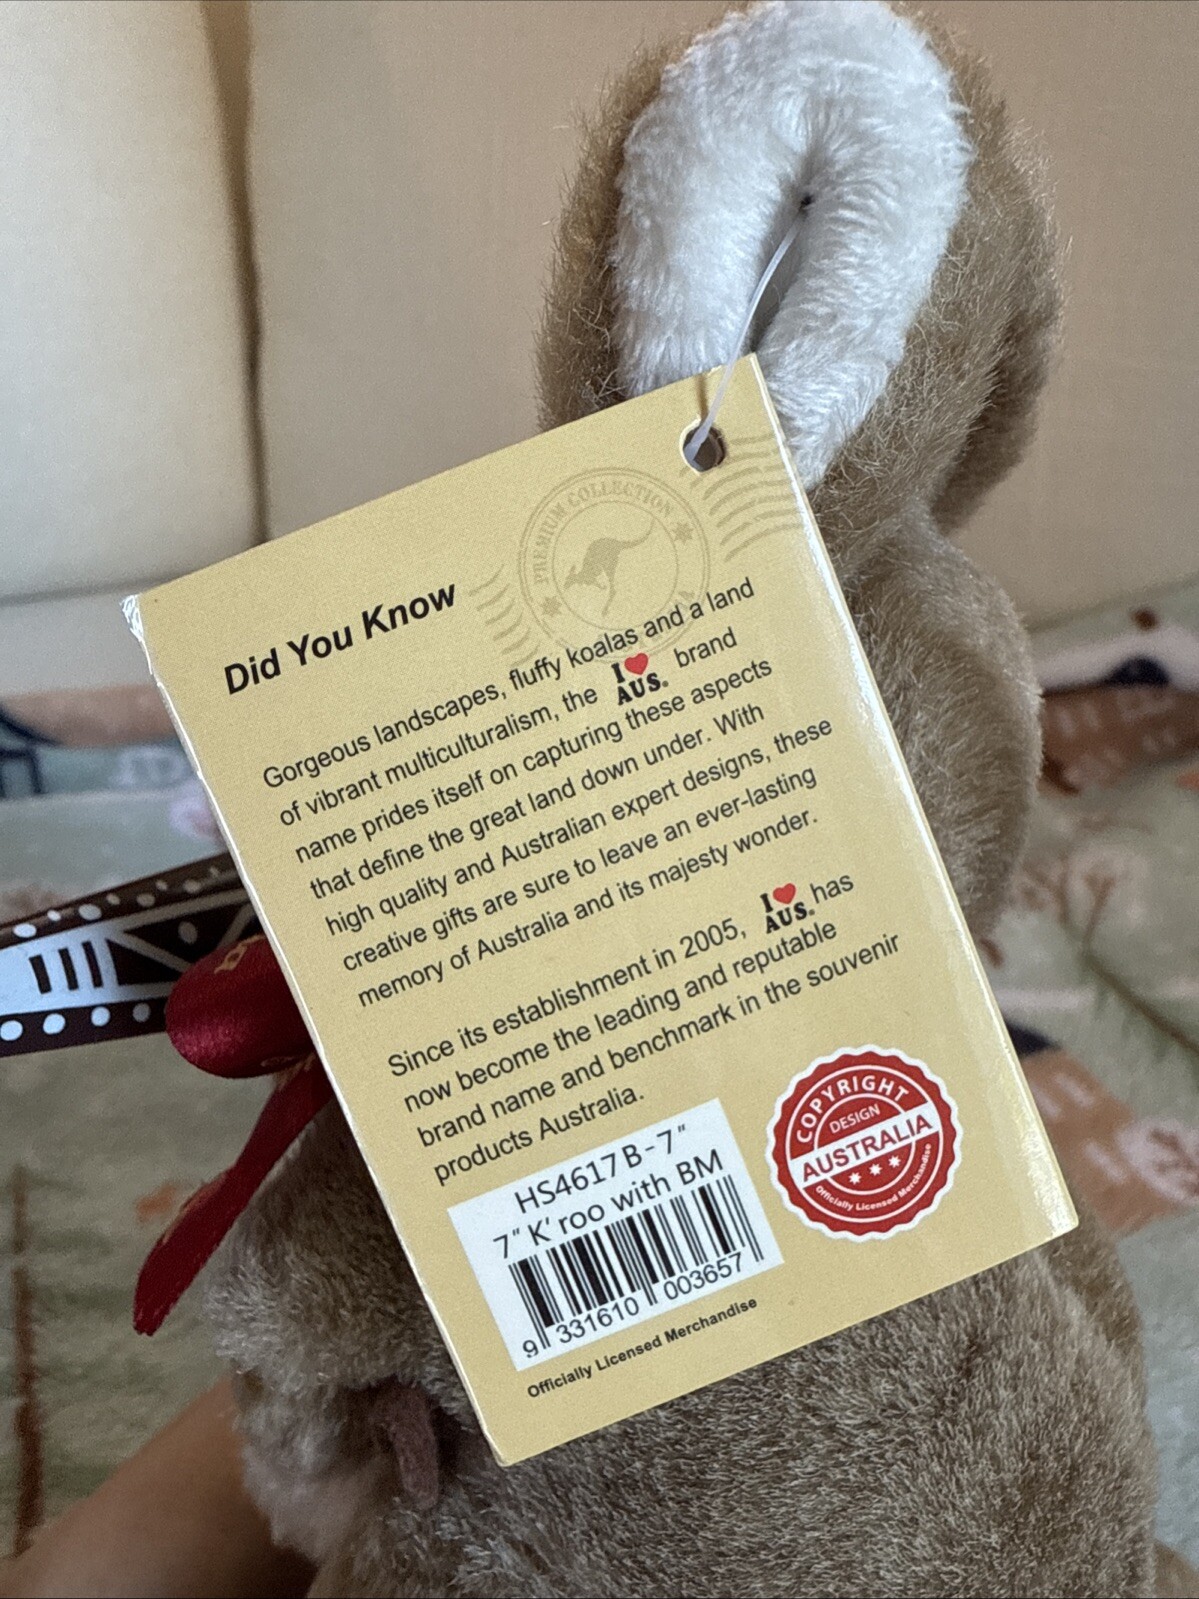 PREMIUM COLLECTION
Did You Know
Gorgeous landscapes, fluffy koalas and a land
of vibrant multiculturalism, the I ❤ AUS® brand
name prides itself on capturing these aspects
that define the great land down under. With
high quality and Australian expert designs, these
creative gifts are sure to leave an ever-lasting
memory of Australia and its majesty wonder.
Since its establishment in 2005, I ❤ AUS® has
now become the leading and reputable
brand name and benchmark in the souvenir
products Australia.
COPYRIGHT
DESIGN
AUSTRALIA
Officially Licensed Merchandise
HS4617B-7"
7" K' roo with BM
9 331610 003657
Officially Licensed Merchandise